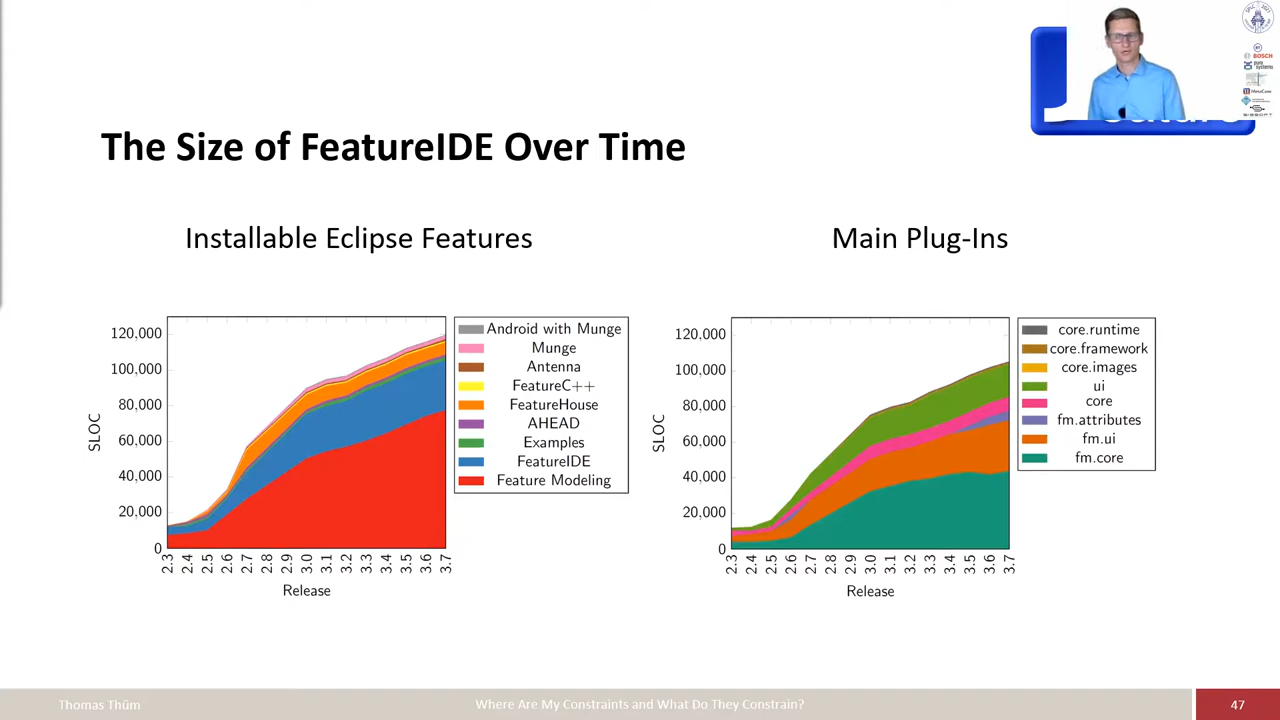 BOSCH
The Size of FeatureIDE Over Time
Installable Eclipse Features
Main Plug-Ins
120,000
100,000
80,000
60,000
40,000
20,000
0
SLOC
2.3
2.4
2.5
2.6
2.7
2.8
2.9
3.0
3.1
3.2
3.3
3.4
3.5
3.6
3.7
Release
Android with Munge
Munge
Antenna
FeatureC++
FeatureHouse
AHEAD
Examples
FeatureIDE
Feature Modeling
120,000
100,000
80,000
60,000
40,000
20,000
0
SLOC
2.3
2.4
2.5
2.6
2.7
2.8
2.9
3.0
3.1
3.2
3.3
3.4
3.5
3.6
3.7
Release
core.runtime
core.framework
core.images
ui
core
fm.attributes
fm.ui
fm.core
Thomas Thüm
Where Are My Constraints and What Do They Constrain?
47